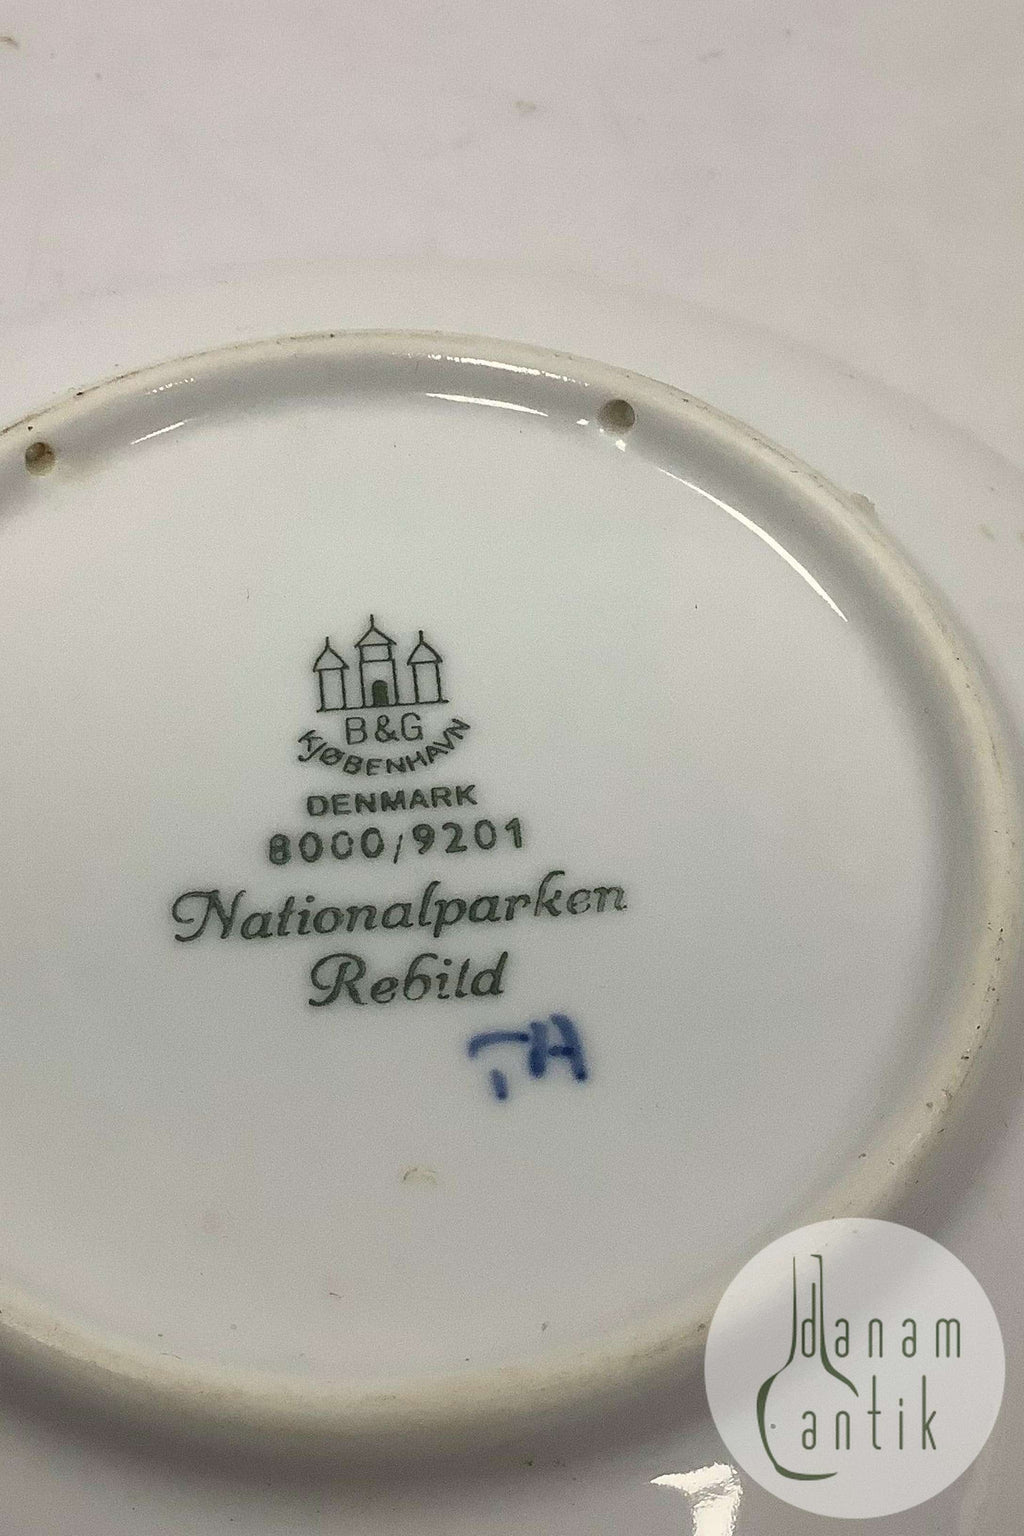 B&G
KJØBENHAVN
DENMARK
8000/9201
Nationalparken
Rebild
TH
danam
antik